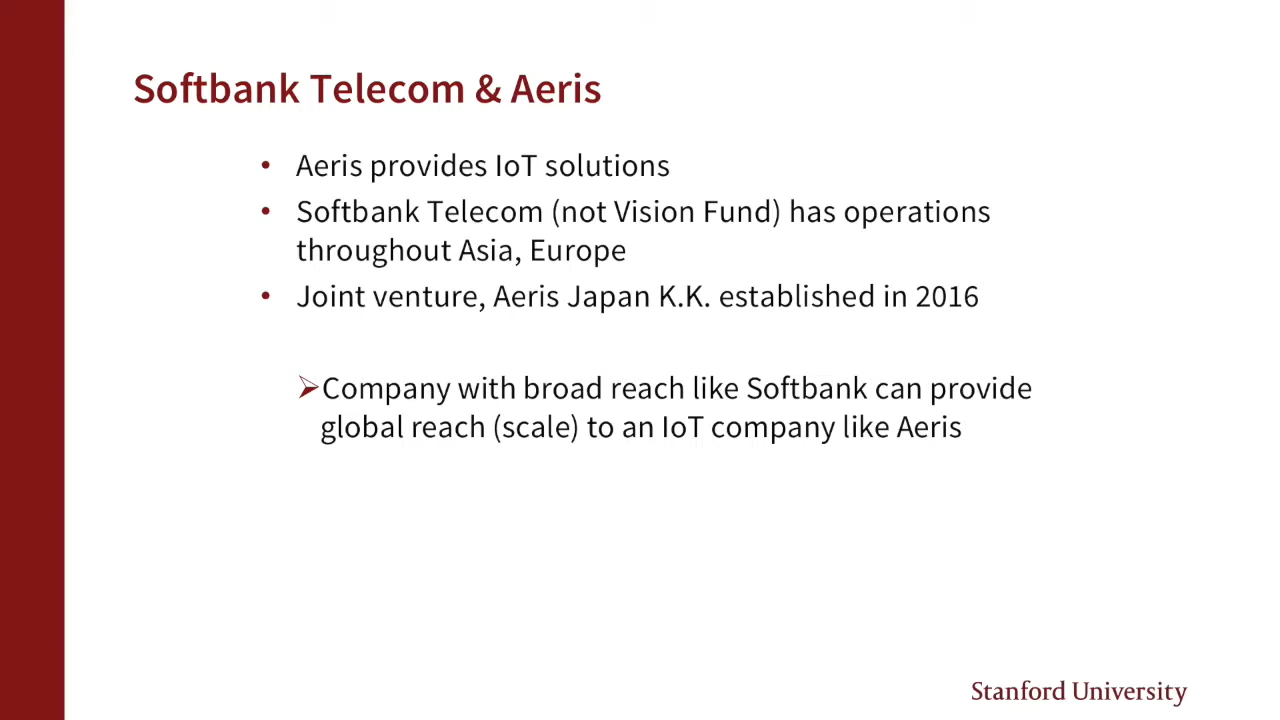 Softbank Telecom & Aeris
• Aeris provides IoT solutions
• Softbank Telecom (not Vision Fund) has operations
throughout Asia, Europe
• Joint venture, Aeris Japan K.K. established in 2016
➢Company with broad reach like Softbank can provide
global reach (scale) to an IoT company like Aeris
Stanford University